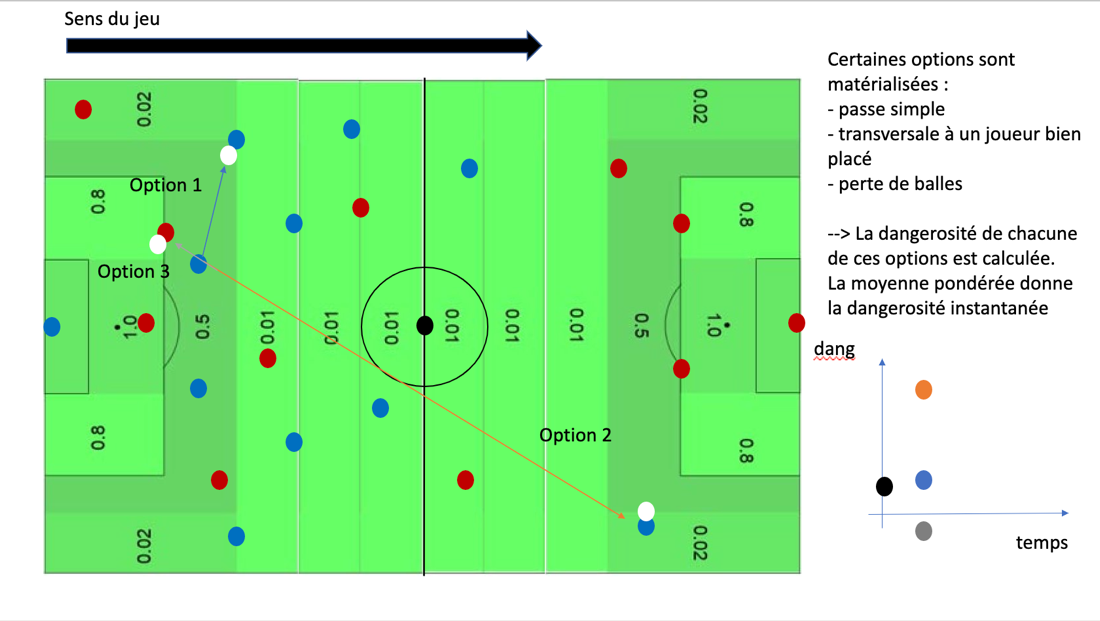 Sens du jeu
Certaines options sont
matérialisées :
- passe simple
- transversale à un joueur bien
placé
- perte de balles
--> La dangerosité de chacune
de ces options est calculée.
La moyenne pondérée donne
la dangerosité instantanée
0.02
0.02
Option 1
0.8
0.8
Option 3
1.0
0.5
0.01
0.01
0.01
0.01
0.01
0.01
0.5
1.0
dang
Option 2
0.8
0.8
0.02
0.02
temps